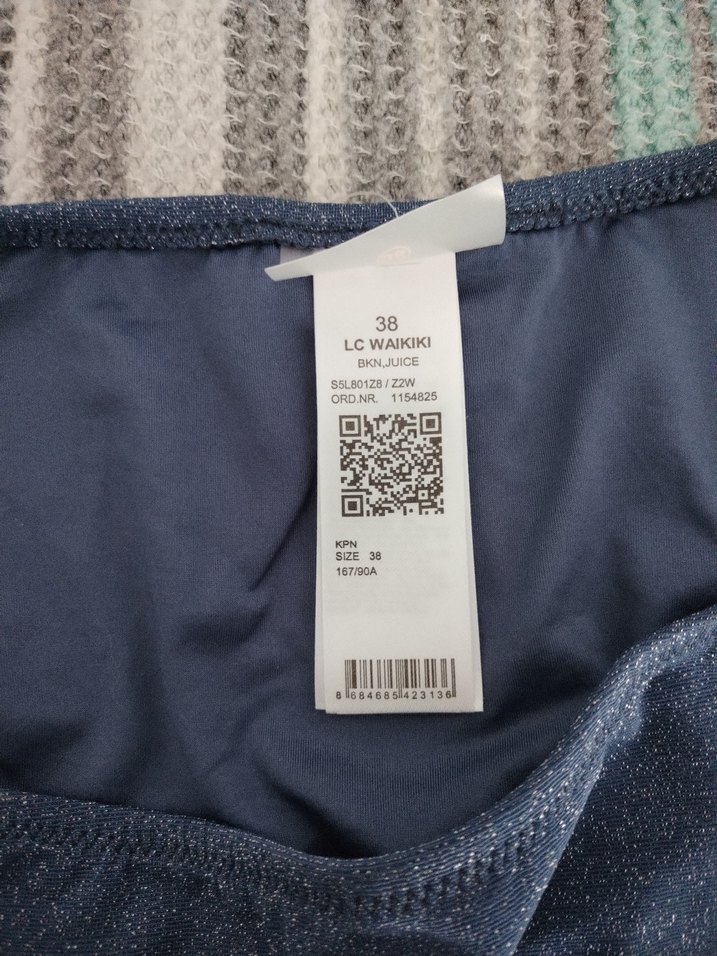 38
LC WAIKIKI
BKN,JUICE
S5L801Z8 / Z2W
ORD.NR. 1154825
KPN
SIZE 38
167/90A
8 684685 423136